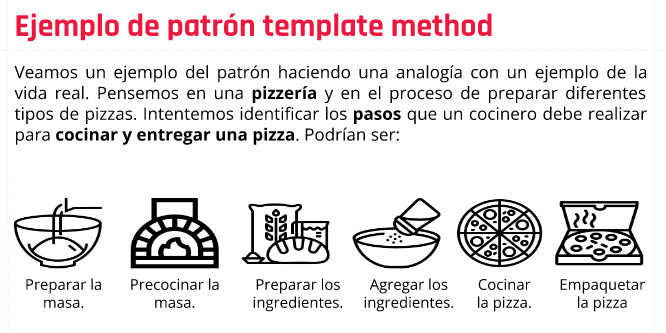 Ejemplo de patrón template method
Veamos un ejemplo del patrón haciendo una analogía con un ejemplo de la
vida real. Pensemos en una pizzería y en el proceso de preparar diferentes
tipos de pizzas. Intentemos identificar los pasos que un cocinero debe realizar
para cocinar y entregar una pizza. Podrían ser:
Preparar la
masa.
Precocinar la
masa.
Preparar los
ingredientes.
Agregar los
ingredientes.
Cocinar
la pizza.
Empaquetar
la pizza